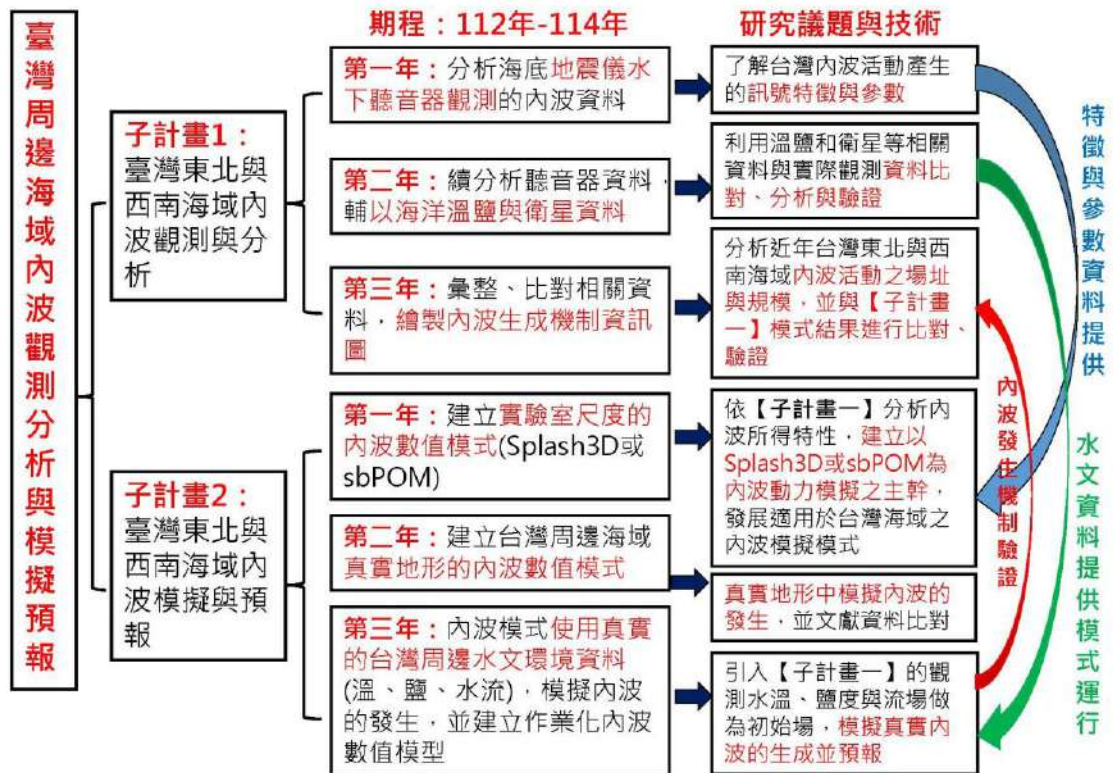 臺灣周邊海域內波觀測分析與模擬預報
期程：112年-114年
研究議題與技術
子計畫1：
臺灣東北與
西南海域內
波觀測與分
析
第一年：分析海底地震儀水
下聽音器觀測的內波資料
了解台灣內波活動產生
的訊號特徵與參數
第二年：續分析聽音器資料，
輔以海洋溫鹽與衛星資料
利用溫鹽和衛星等相關
資料與實際觀測資料比
對、分析與驗證
第三年：彙整、比對相關資
料，繪製內波生成機制資訊
圖
分析近年台灣東北與西
南海域內波活動之場址
與規模，並與【子計畫
一】模式結果進行比對、
驗證
子計畫2：
臺灣東北與
西南海域內
波模擬與預
報
第一年：建立實驗室尺度的
內波數值模式(Splash3D或
sbPOM)
依【子計畫一】分析內
波所得特性，建立以
Splash3D或sbPOM為
內波動力模擬之主幹，
發展適用於台灣海域之
內波模擬模式
第二年：建立台灣周邊海域
真實地形的內波數值模式
真實地形中模擬內波的
發生，並文獻資料比對
第三年：內波模式使用真實
的台灣周邊水文環境資料
(溫、鹽、水流)，模擬內波
的發生，並建立作業化內波
數值模型
引入【子計畫一】的觀
測水溫、鹽度與流場做
為初始場，模擬真實內
波的生成並預報
特徵與參數資料提供
內波發生機制驗證
水文資料提供模式運行